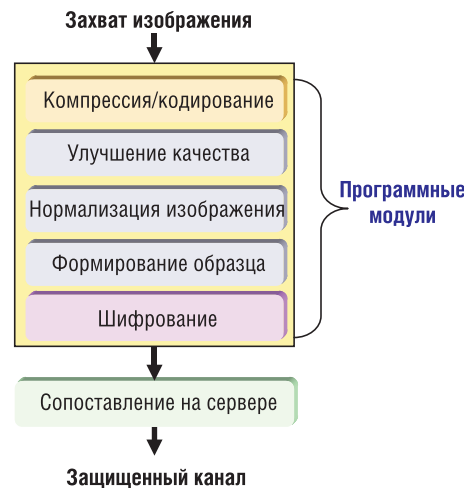 Захват изображения
Компрессия/кодирование
Улучшение качества
Нормализация изображения
Формирование образца
Шифрование
Программные
модули
Сопоставление на сервере
Защищенный канал